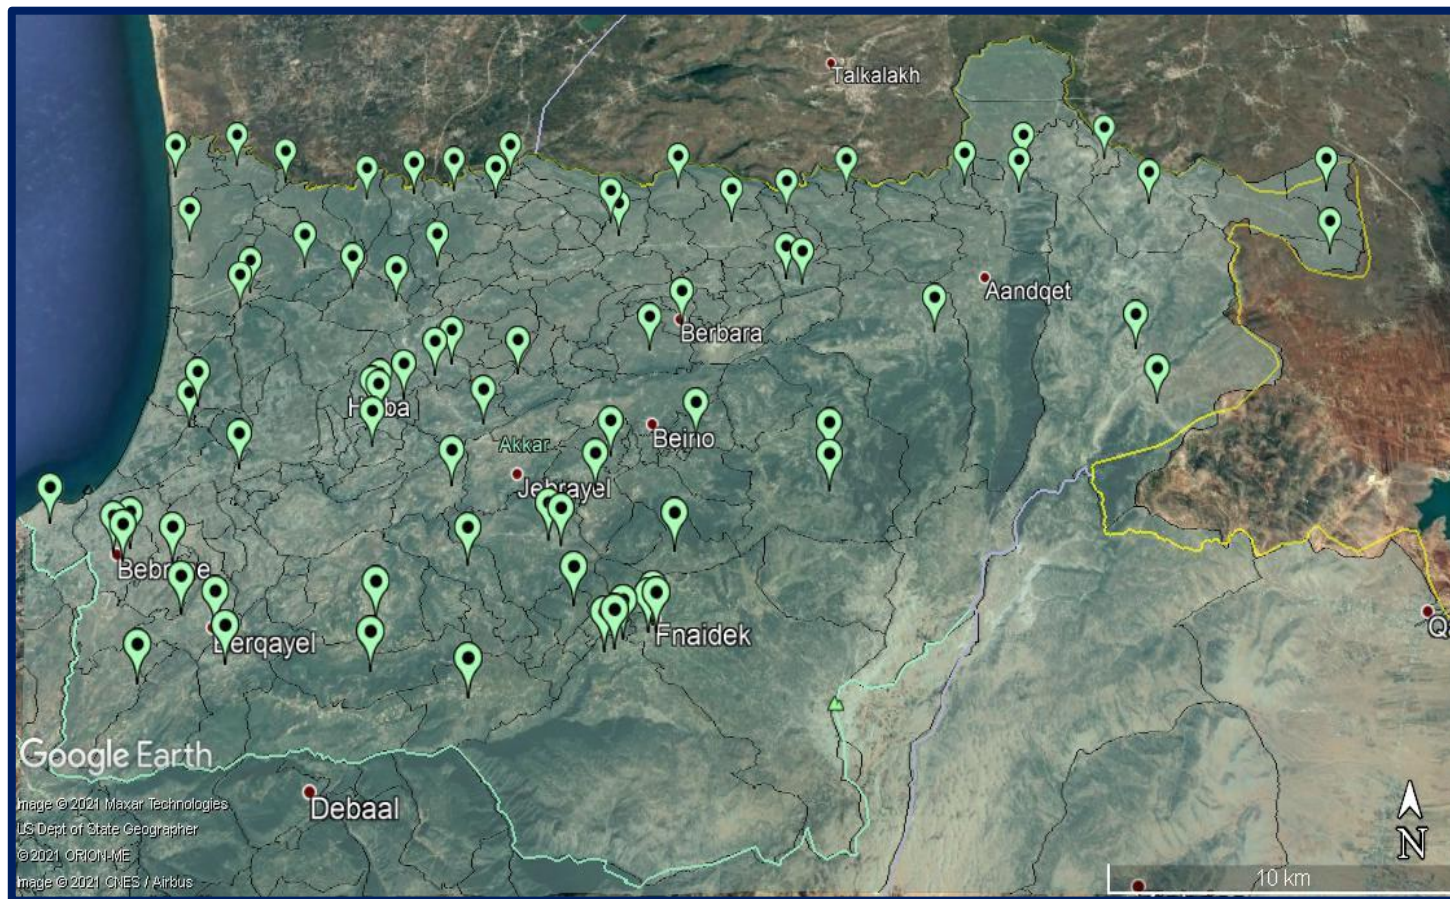 Talkalakh
Aandqet
Berbara
Beino
Akkar
Jebrayel
Fnaidek
Debaal
Google Earth
Image © 2021 Maxar Technologies
US Dept of State Geographer
© 2021 ORION-ME
Image © 2021 CNES / Airbus
N
10 km